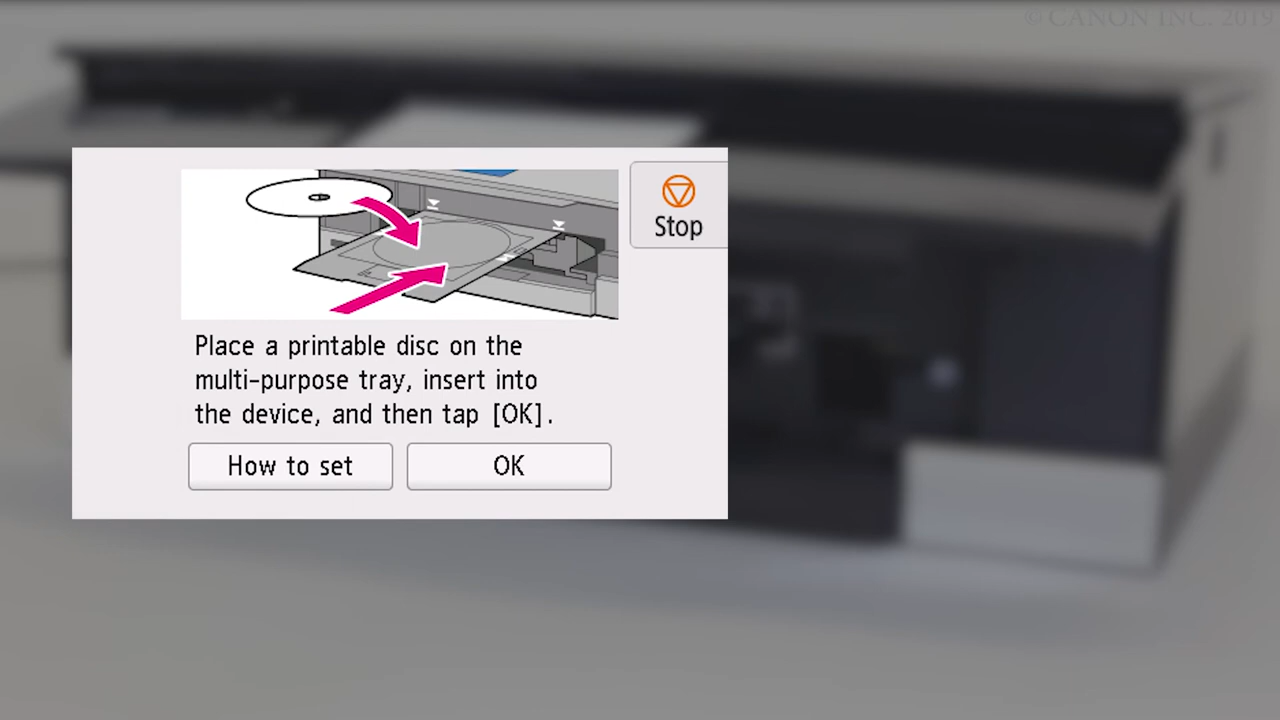 © CANON INC. 2019
Stop
Place a printable disc on the
multi-purpose tray, insert into
the device, and then tap [OK].
How to set
OK